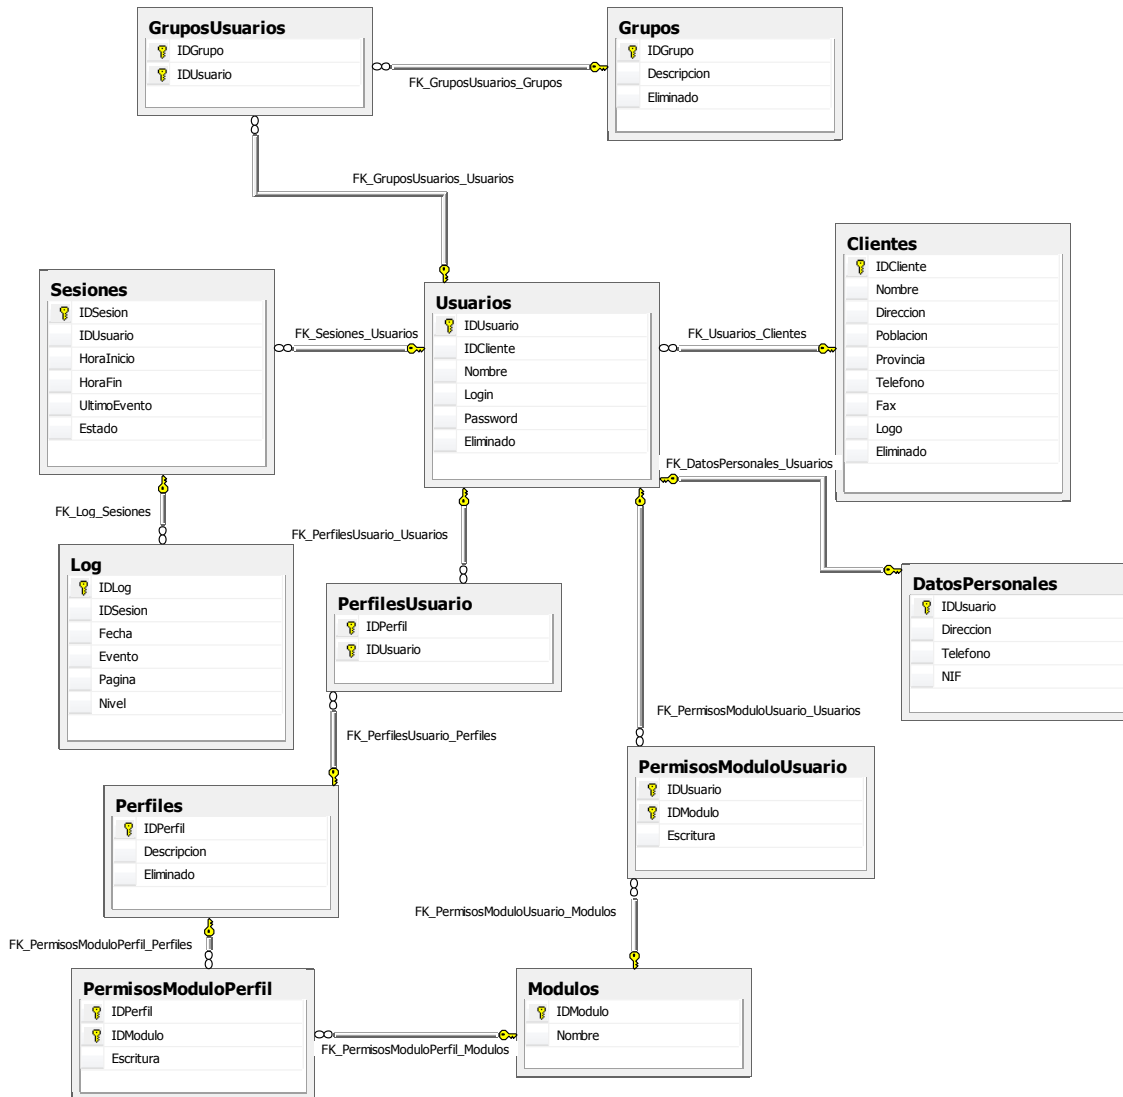 GruposUsuarios
IDGrupo
IDUsuario
Grupos
IDGrupo
Descripcion
Eliminado
FK_GruposUsuarios_Grupos
FK_GruposUsuarios_Usuarios
Sesiones
IDSesion
IDUsuario
HoraInicio
HoraFin
UltimoEvento
Estado
FK_Sesiones_Usuarios
Usuarios
IDUsuario
IDCliente
Nombre
Login
Password
Eliminado
FK_Usuarios_Clientes
Clientes
IDCliente
Nombre
Direccion
Poblacion
Provincia
Telefono
Fax
Logo
Eliminado
FK_DatosPersonales_Usuarios
FK_Log_Sesiones
FK_PerfilesUsuario_Usuarios
Log
IDLog
IDSesion
Fecha
Evento
Pagina
Nivel
PerfilesUsuario
IDPerfil
IDUsuario
DatosPersonales
IDUsuario
Direccion
Telefono
NIF
FK_PermisosModuloUsuario_Usuarios
FK_PerfilesUsuario_Perfiles
PermisosModuloUsuario
IDUsuario
IDModulo
Escritura
Perfiles
IDPerfil
Descripcion
Eliminado
FK_PermisosModuloUsuario_Modulos
FK_PermisosModuloPerfil_Perfiles
PermisosModuloPerfil
IDPerfil
IDModulo
Escritura
Modulos
IDModulo
Nombre
FK_PermisosModuloPerfil_Modulos